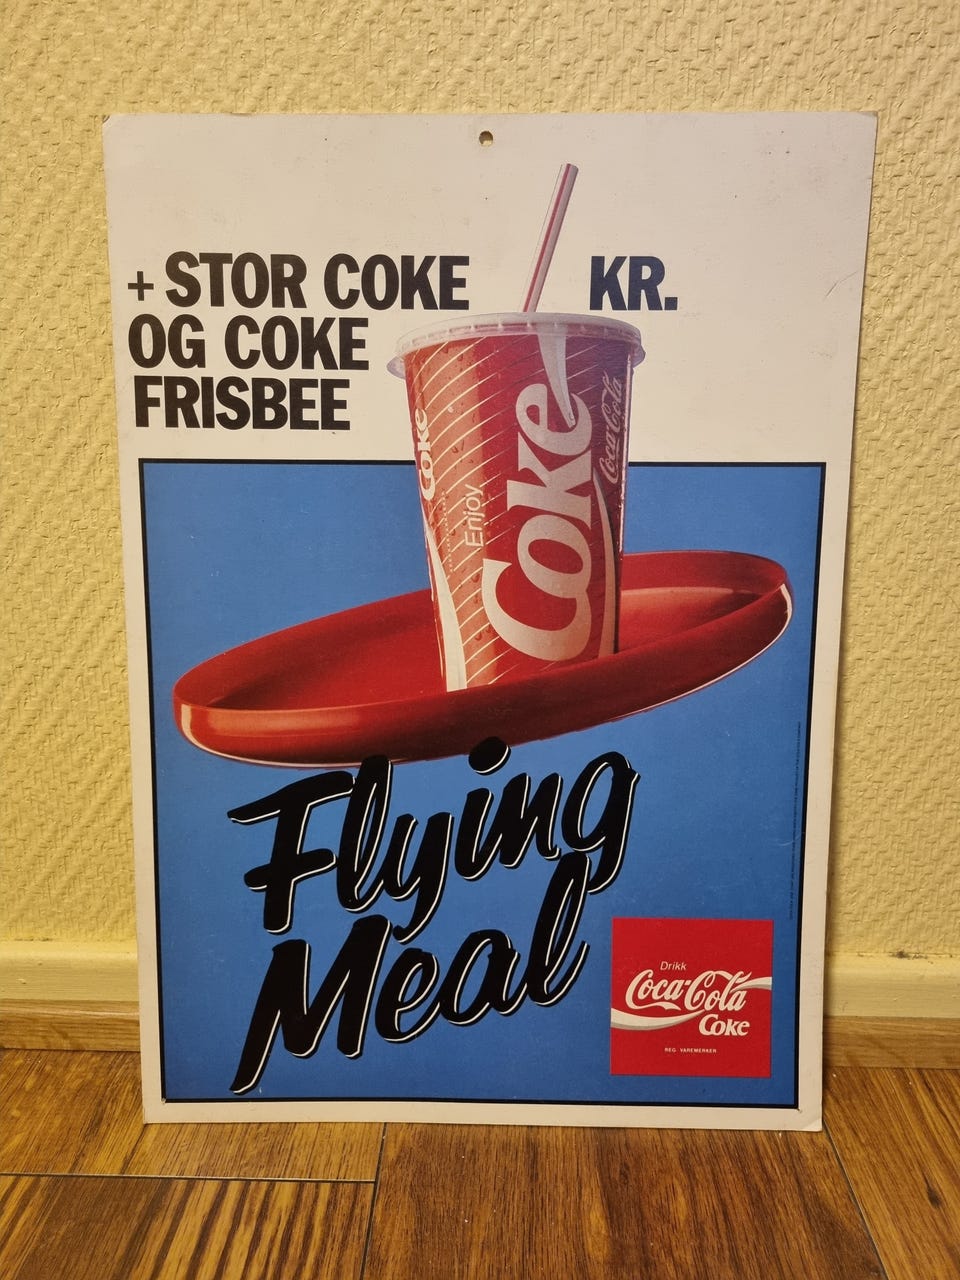 + STOR COKE KR.
OG COKE
FRISBEE
Coke
Enjoy
Coke
Coca-Cola
Flying
Meal
Drikk
Coca-Cola
Coke
REG. VAREMERKER